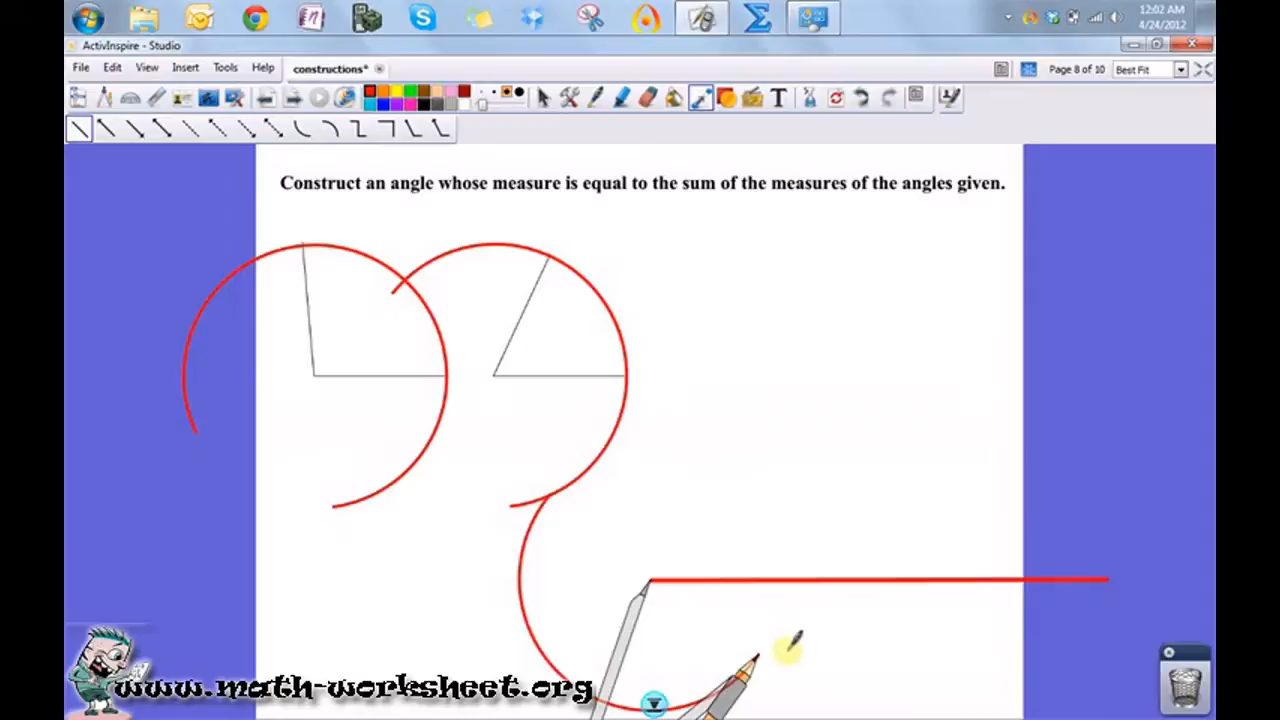 12:02 AM
4/24/2012
ActivInspire - Studio
File Edit View Insert Tools Help constructions* Page 8 of 10 Best Fit
Construct an angle whose measure is equal to the sum of the measures of the angles given.
www.math-worksheet.org